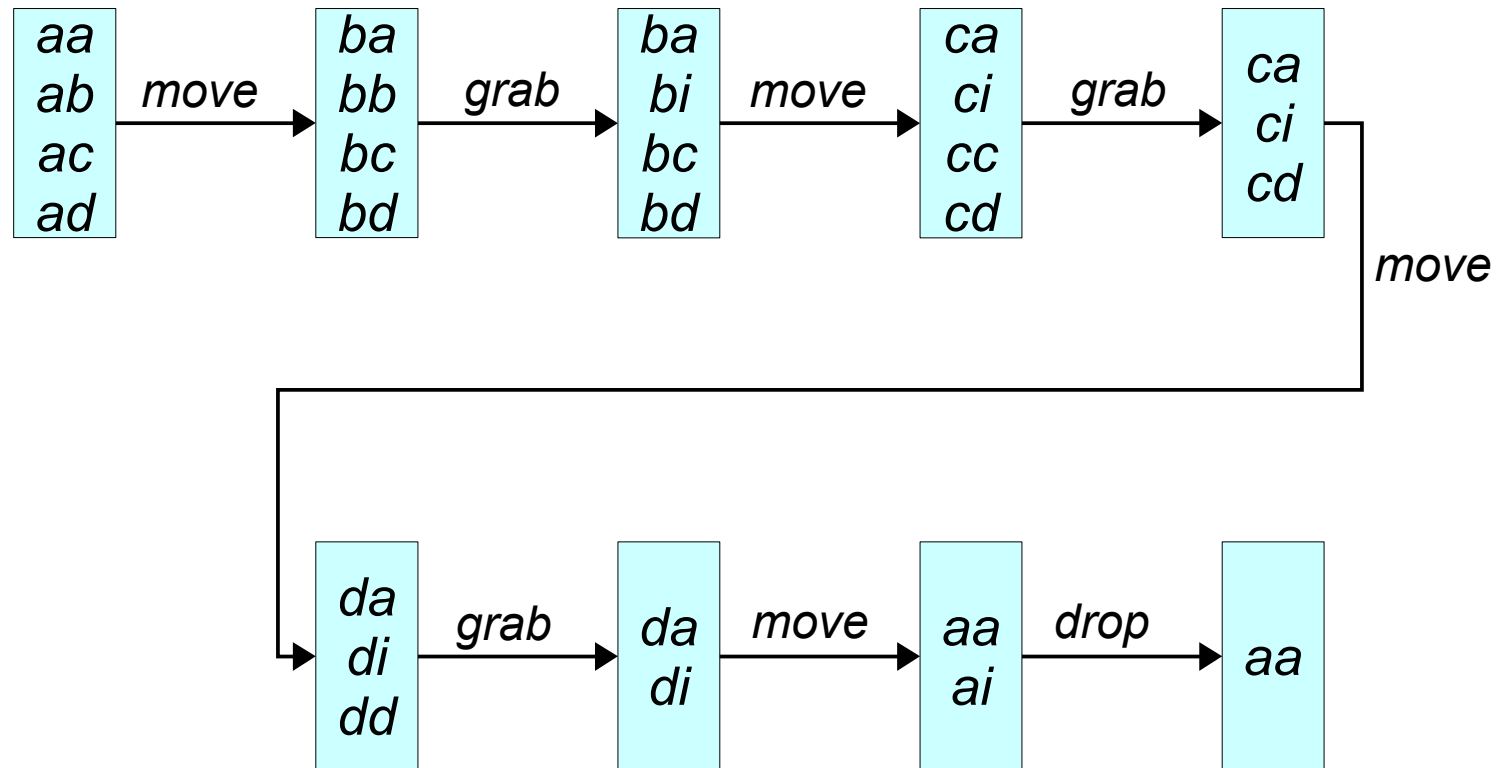 aa
ab
ac
ad
move
ba
bb
bc
bd
grab
ba
bi
bc
bd
move
ca
ci
cc
cd
grab
ca
ci
cd
move
da
di
dd
grab
da
di
move
aa
ai
drop
aa